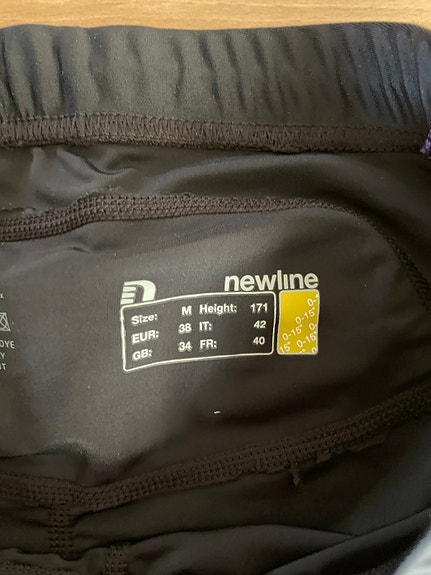 newline
Size: M Height: 171
EUR: 38 IT: 42
GB: 34 FR: 40
0-15°
0-15°
0-15°